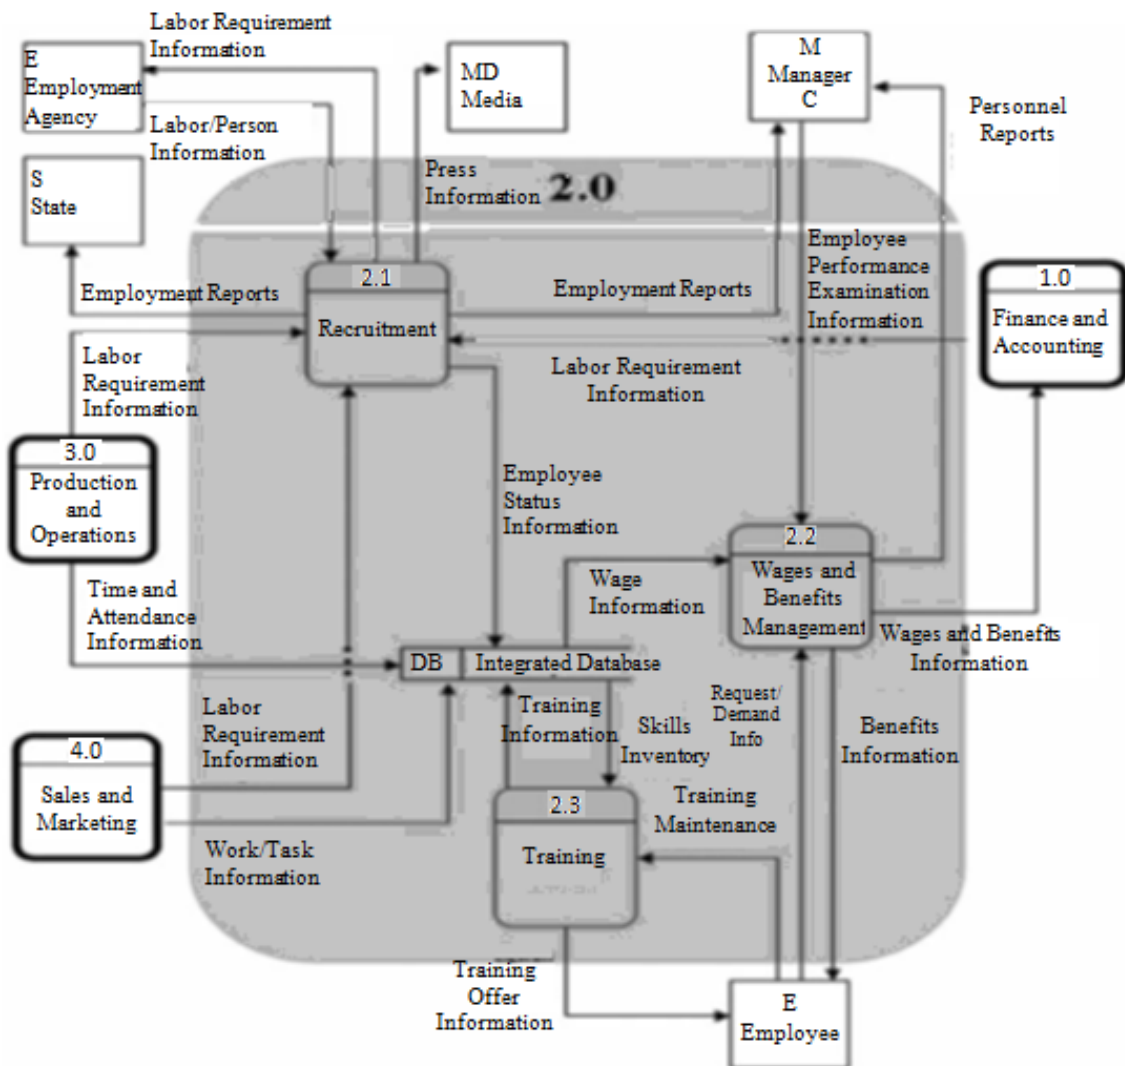 Labor Requirement
Information
E
Employment
Agency
MD
Media
M
Manager
C
Personnel
Reports
Labor/Person
Information
S
State
Press
Information
2.0
Employee
Performance
Examination
Information
2.1
Recruitment
Employment Reports
Employment Reports
1.0
Finance and
Accounting
Labor
Requirement
Information
Labor Requirement
Information
3.0
Production
and
Operations
Employee
Status
Information
2.2
Wages and
Benefits
Management
Time and
Attendance
Information
Wage
Information
Wages and Benefits
Information
DB
Integrated Database
Labor
Requirement
Information
Training
Information
Skills
Inventory
Request/
Demand
Info
Benefits
Information
4.0
Sales and
Marketing
2.3
Training
Training
Maintenance
Work/Task
Information
Training
Offer
Information
E
Employee